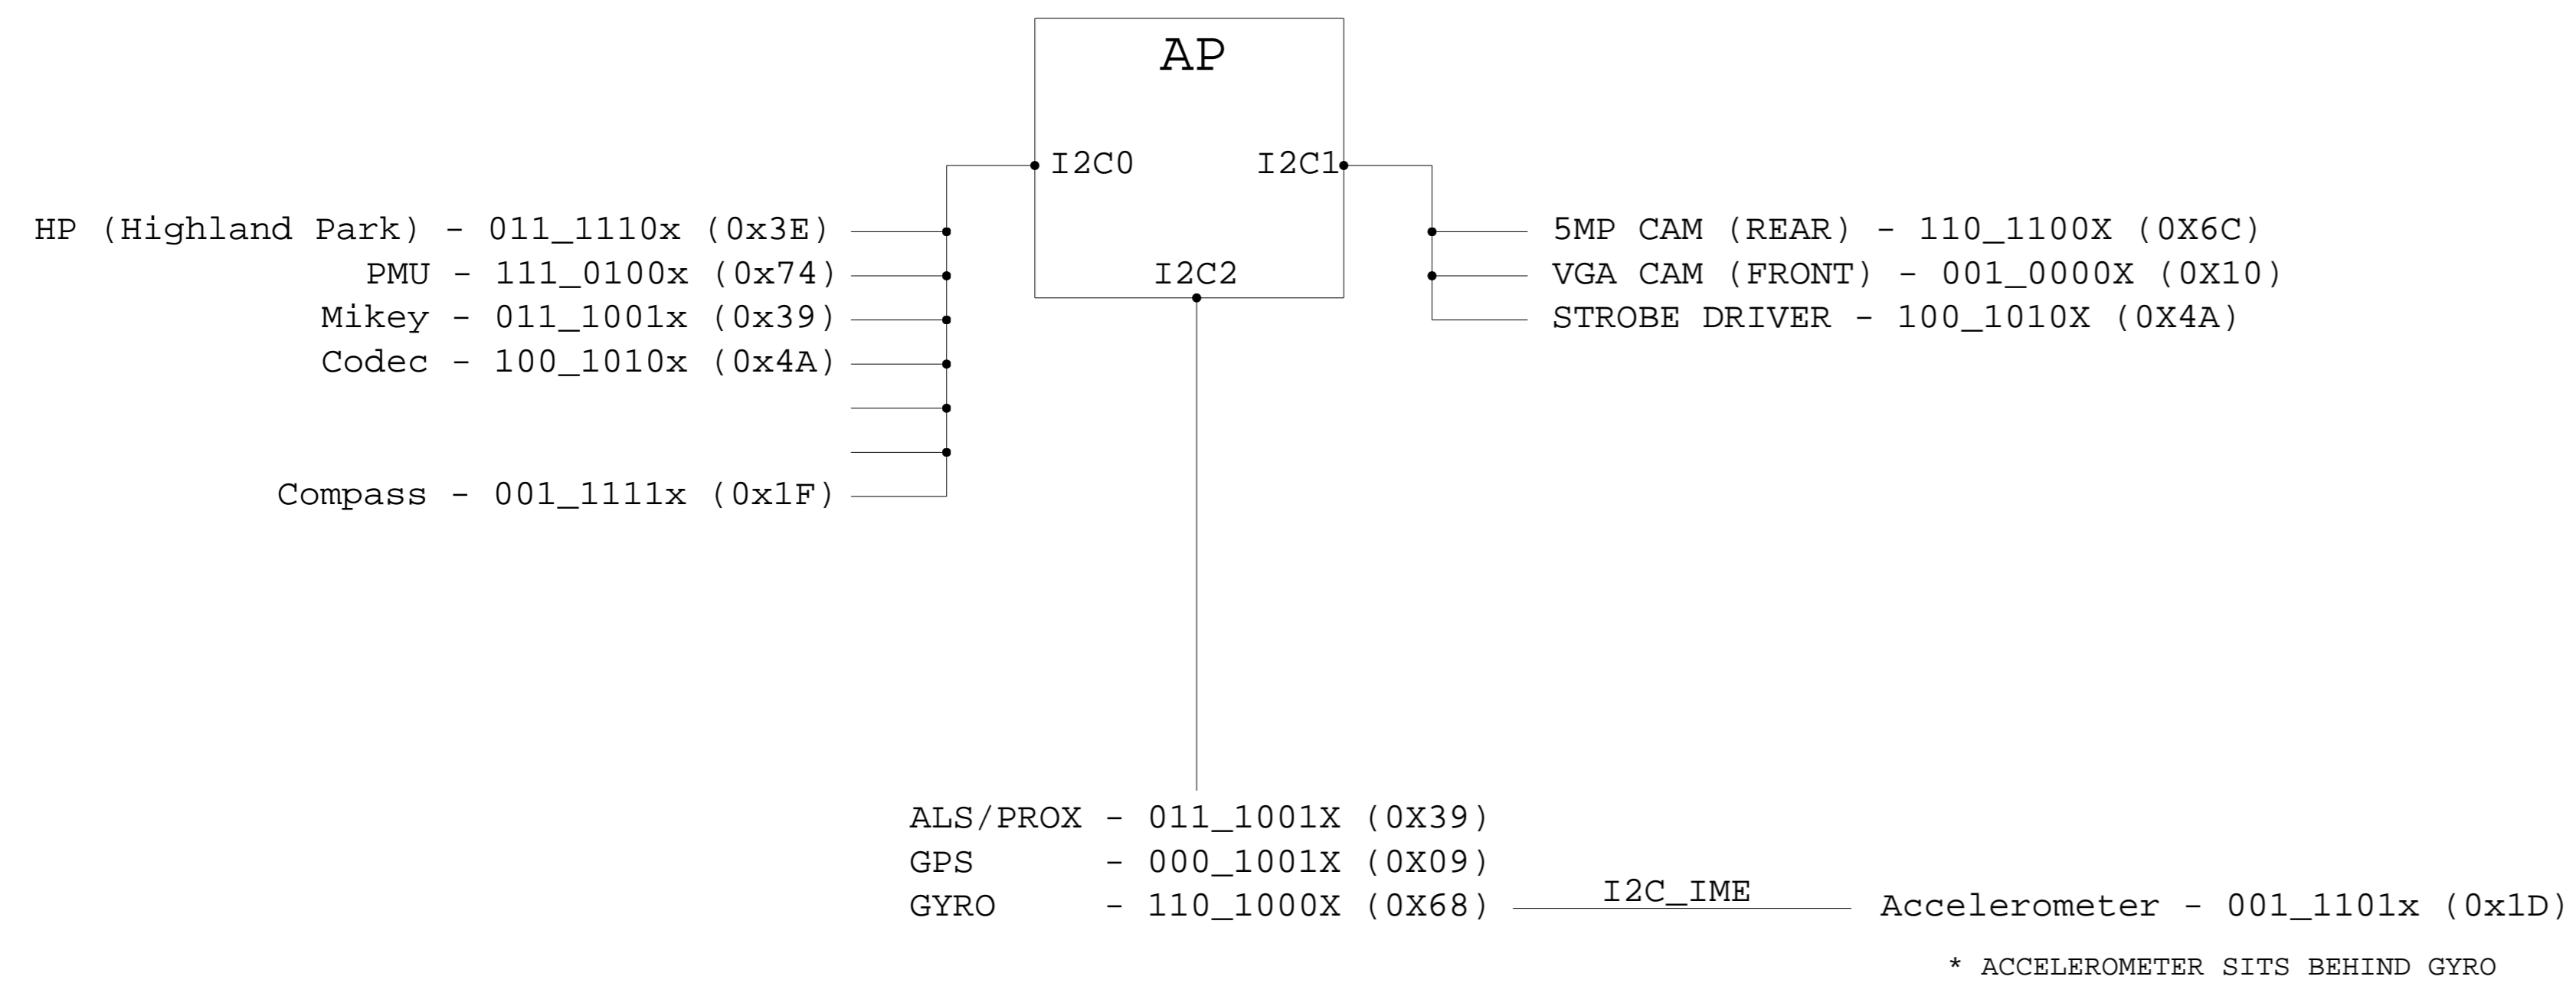 AP
I2C0
I2C1
I2C2
HP (Highland Park) - 011_1110x (0x3E)
PMU - 111_0100x (0x74)
Mikey - 011_1001x (0x39)
Codec - 100_1010x (0x4A)
Compass - 001_1111x (0x1F)
5MP CAM (REAR) - 110_1100X (0X6C)
VGA CAM (FRONT) - 001_0000X (0X10)
STROBE DRIVER - 100_1010X (0X4A)
ALS/PROX - 011_1001X (0X39)
GPS - 000_1001X (0X09)
GYRO - 110_1000X (0X68)
I2C_IME
Accelerometer - 001_1101x (0x1D)
* ACCELEROMETER SITS BEHIND GYRO